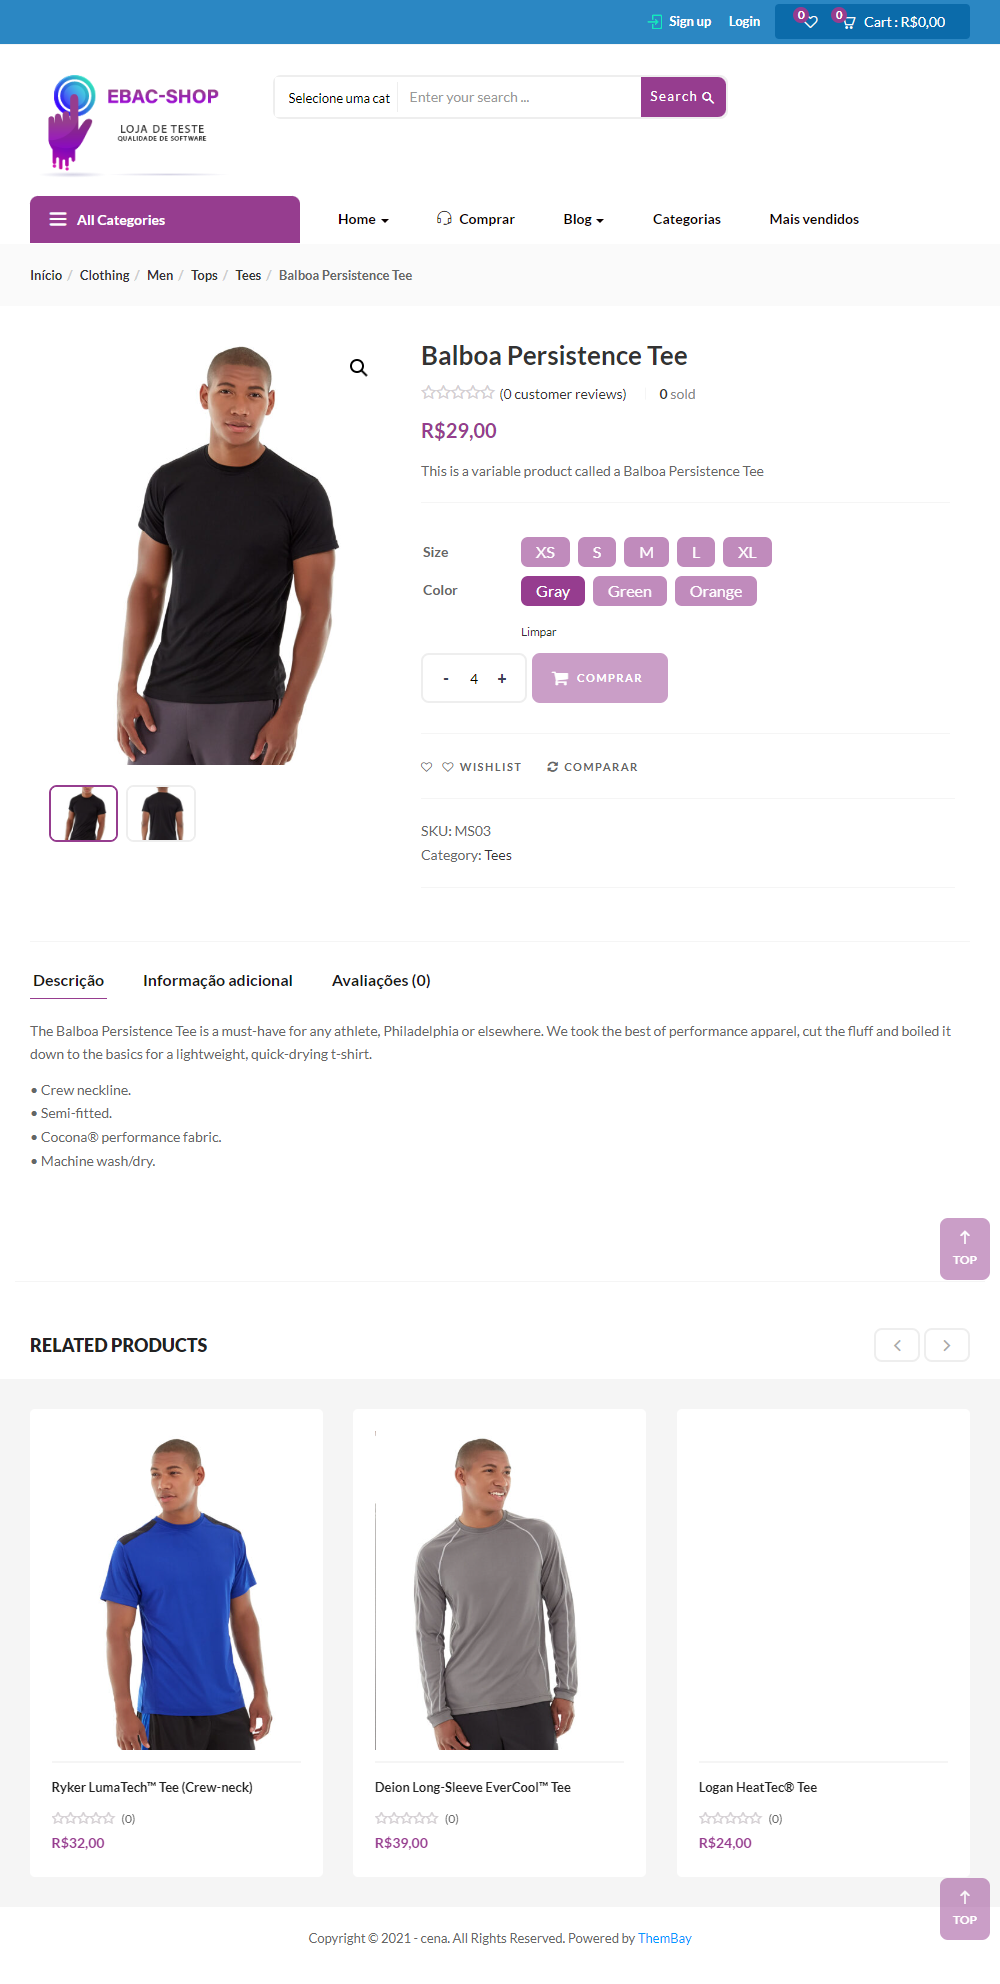 Sign up Login 0 0 Cart : R$0,00
EBAC-SHOP
LOJA DE TESTE
QUALIDADE DE SOFTWARE
Selecione uma cat Enter your search ... Search
All Categories Home Comprar Blog Categorias Mais vendidos
Início / Clothing / Men / Tops / Tees / Balboa Persistence Tee
Balboa Persistence Tee
(0 customer reviews) 0 sold
R$29,00
This is a variable product called a Balboa Persistence Tee
Size XS S M L XL
Color Gray Green Orange
Limpar
- 4 + COMPRAR
WISHLIST COMPARAR
SKU: MS03
Category: Tees
Descrição Informação adicional Avaliações (0)
The Balboa Persistence Tee is a must-have for any athlete, Philadelphia or elsewhere. We took the best of performance apparel, cut the fluff and boiled it
down to the basics for a lightweight, quick-drying t-shirt.
• Crew neckline.
• Semi-fitted.
• Cocona® performance fabric.
• Machine wash/dry.
TOP
RELATED PRODUCTS
Ryker LumaTech™ Tee (Crew-neck) Deion Long-Sleeve EverCool™ Tee Logan HeatTec® Tee
(0) (0) (0)
R$32,00 R$39,00 R$24,00
TOP
Copyright © 2021 - cena. All Rights Reserved. Powered by ThemBay